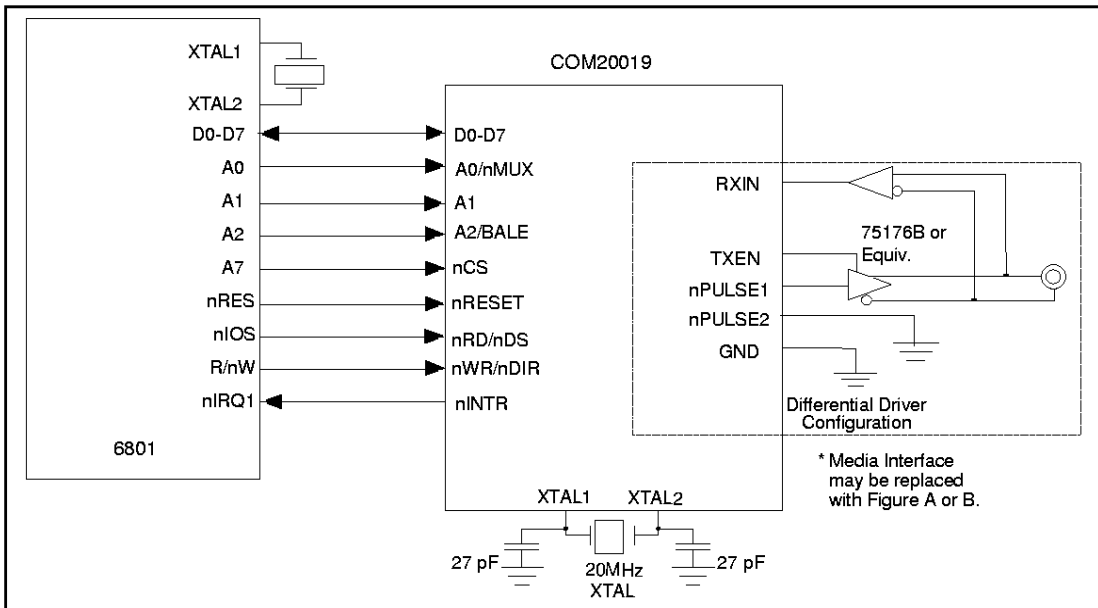 XTAL1
XTAL2
D0-D7
A0
A1
A2
A7
nRES
nIOS
R/nW
nIRQ1
6801
COM20019
D0-D7
A0/nMUX
A1
A2/BALE
nCS
nRESET
nRD/nDS
nWR/nDIR
nINTR
RXIN
TXEN
nPULSE1
nPULSE2
GND
75176B or
Equiv.
Differential Driver
Configuration
* Media Interface
may be replaced
with Figure A or B.
XTAL1
XTAL2
27 pF
20MHz
XTAL
27 pF